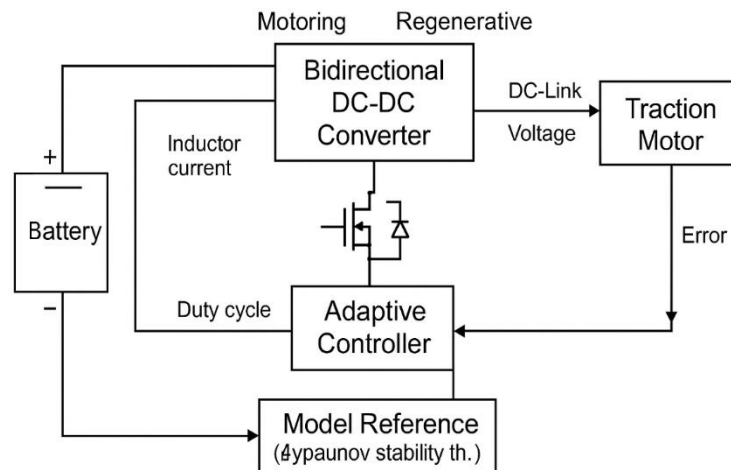 Motoring Regenerative
Bidirectional
DC-DC
Converter
DC-Link
Voltage
Traction
Motor
Inductor
current
+
Battery
−
Error
Duty cycle
Adaptive
Controller
Model Reference
(4ypaunov stability th.)